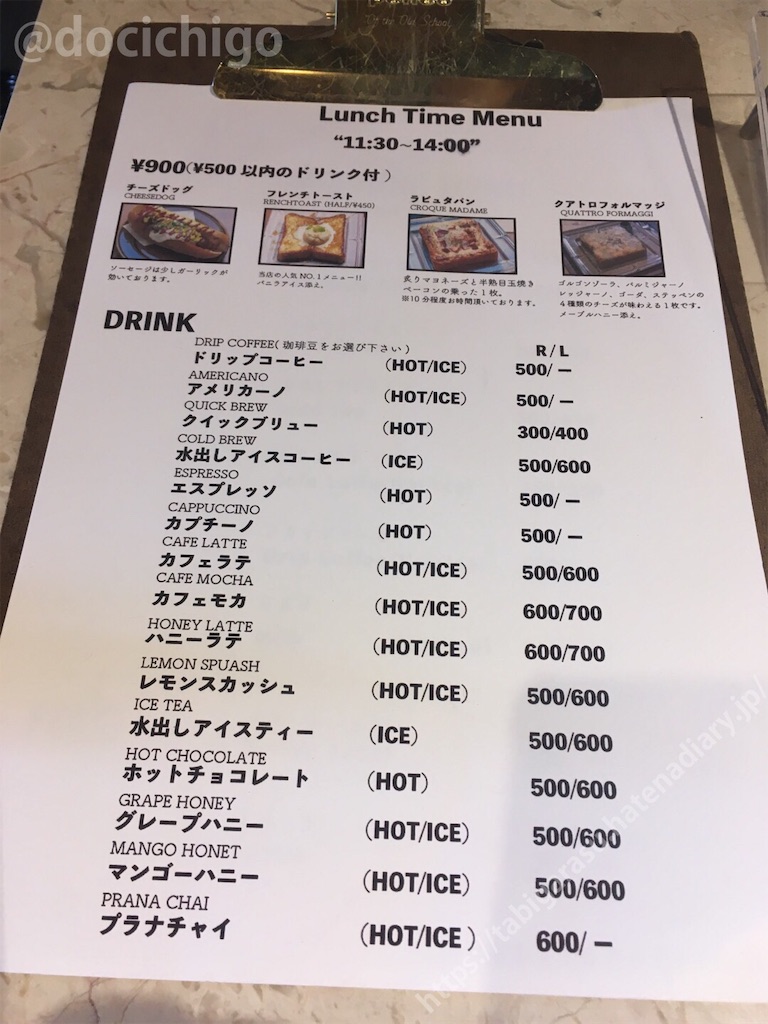 @docichigo
Of the Old School
Lunch Time Menu
“11:30~14:00”
¥900(¥500 以内のドリンク付)
チーズドッグ
CHEESEDOG
ソーセージは少しガーリックが
効いております。
フレンチトースト
RENCHTOAST (HALF/¥450)
当店の人気 NO.1メニュー!!
バニラアイス添え。
ラピュタパン
CROQUE MADAME
炙りマヨネーズと半熟目玉焼き
ベーコンの乗った1枚。
※10分程度お時間頂いております。
クアトロフォルマッジ
QUATTRO FORMAGGI
ゴルゴンゾーラ、パルミジャーノ
レッジャーノ、ゴーダ、ステッペンの
4種類のチーズが味わえる1枚です。
メープルハニー添え。
DRINK
R/L
DRIP COFFEE(珈琲豆をお選び下さい)
ドリップコーヒー (HOT/ICE) 500/ー
AMERICANO
アメリカーノ (HOT/ICE) 500/ー
QUICK BREW
クイックブリュー (HOT) 300/400
COLD BREW
水出しアイスコーヒー (ICE) 500/600
ESPRESSO
エスプレッソ (HOT) 500/ー
CAPPUCCINO
カプチーノ (HOT) 500/ー
CAFE LATTE
カフェラテ (HOT/ICE) 500/600
CAFE MOCHA
カフェモカ (HOT/ICE) 600/700
HONEY LATTE
ハニーラテ (HOT/ICE) 600/700
LEMON SPUASH
レモンスカッシュ (HOT/ICE) 500/600
ICE TEA
水出しアイスティー (ICE) 500/600
HOT CHOCOLATE
ホットチョコレート (HOT) 500/600
GRAPE HONEY
グレープハニー (HOT/ICE) 500/600
MANGO HONET
マンゴーハニー (HOT/ICE) 500/600
PRANA CHAI
プラナチャイ (HOT/ICE) 600/ー